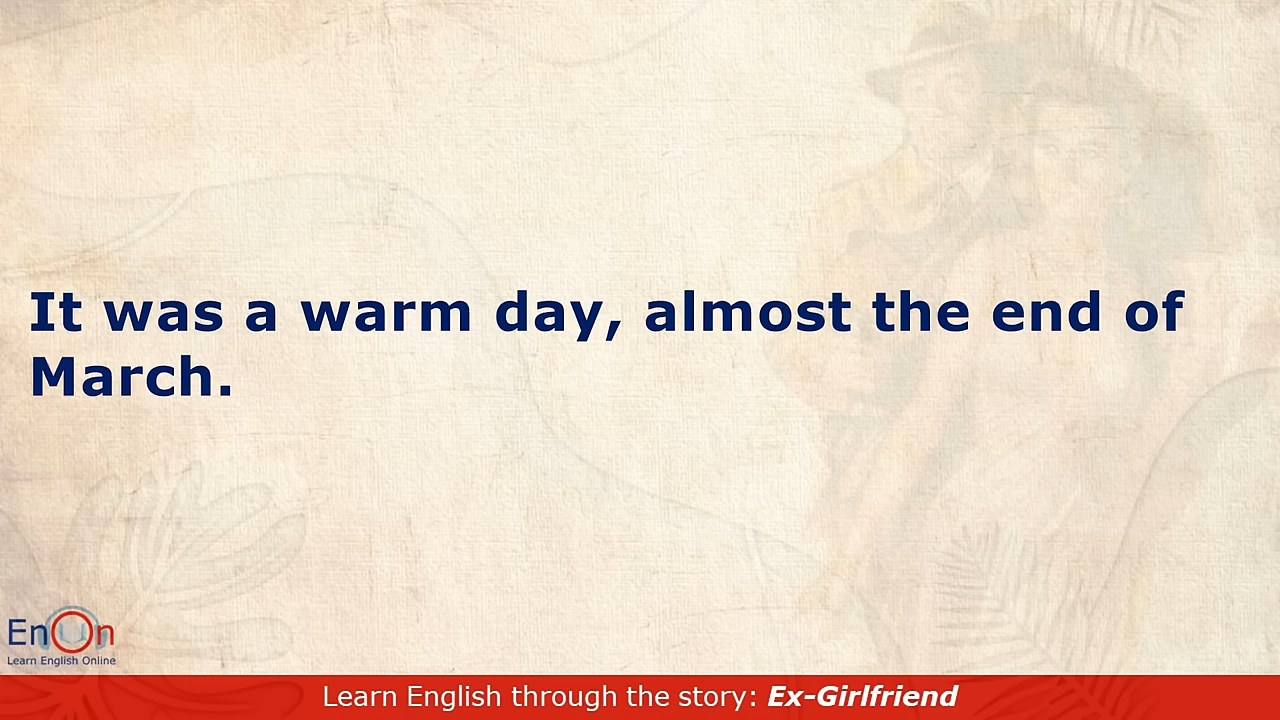 It was a warm day, almost the end of
March.
EnOn
Learn English Online
Learn English through the story: Ex-Girlfriend